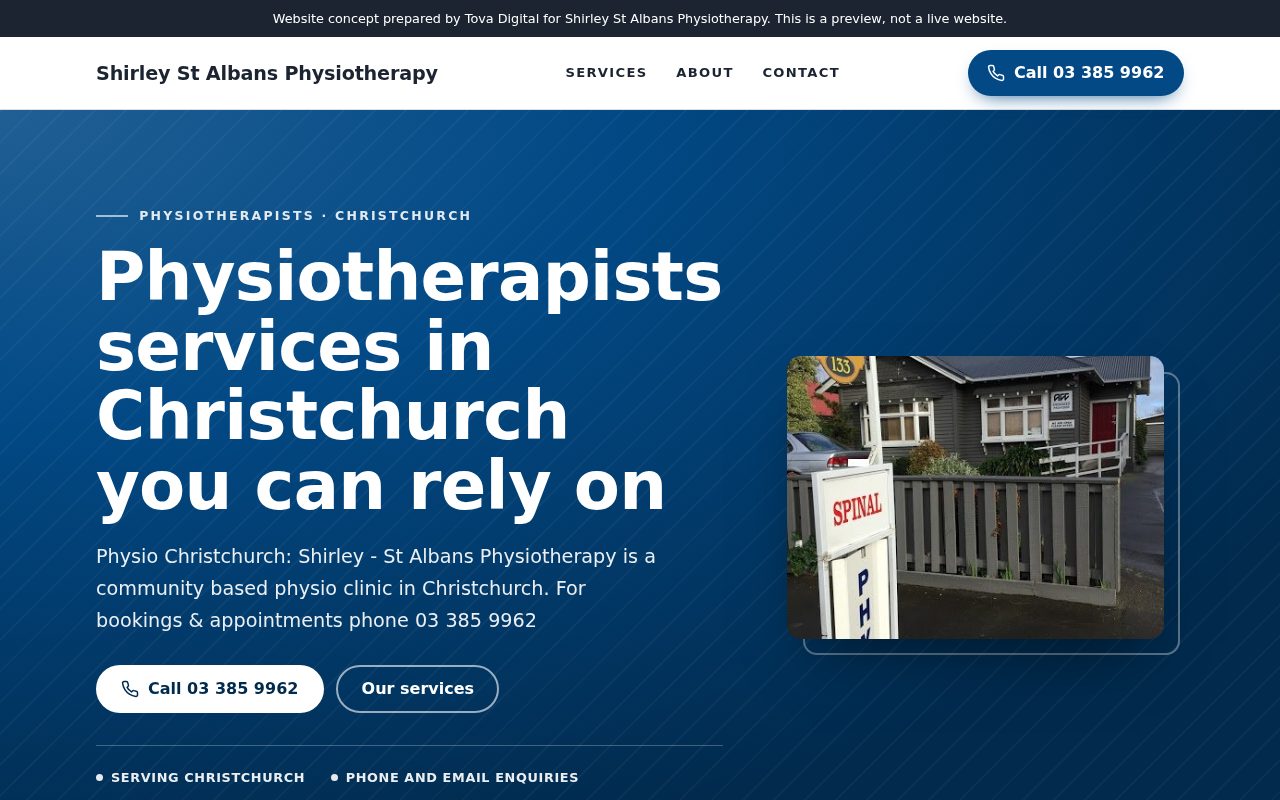 Website concept prepared by Tova Digital for Shirley St Albans Physiotherapy. This is a preview, not a live website.
Shirley St Albans Physiotherapy
SERVICES
ABOUT
CONTACT
Call 03 385 9962
PHYSIOTHERAPISTS · CHRISTCHURCH
Physiotherapists
services in
Christchurch
you can rely on
Physio Christchurch: Shirley - St Albans Physiotherapy is a
community based physio clinic in Christchurch. For
bookings & appointments phone 03 385 9962
Call 03 385 9962
Our services
SERVING CHRISTCHURCH
PHONE AND EMAIL ENQUIRIES
133
SPINAL
P
H
Y